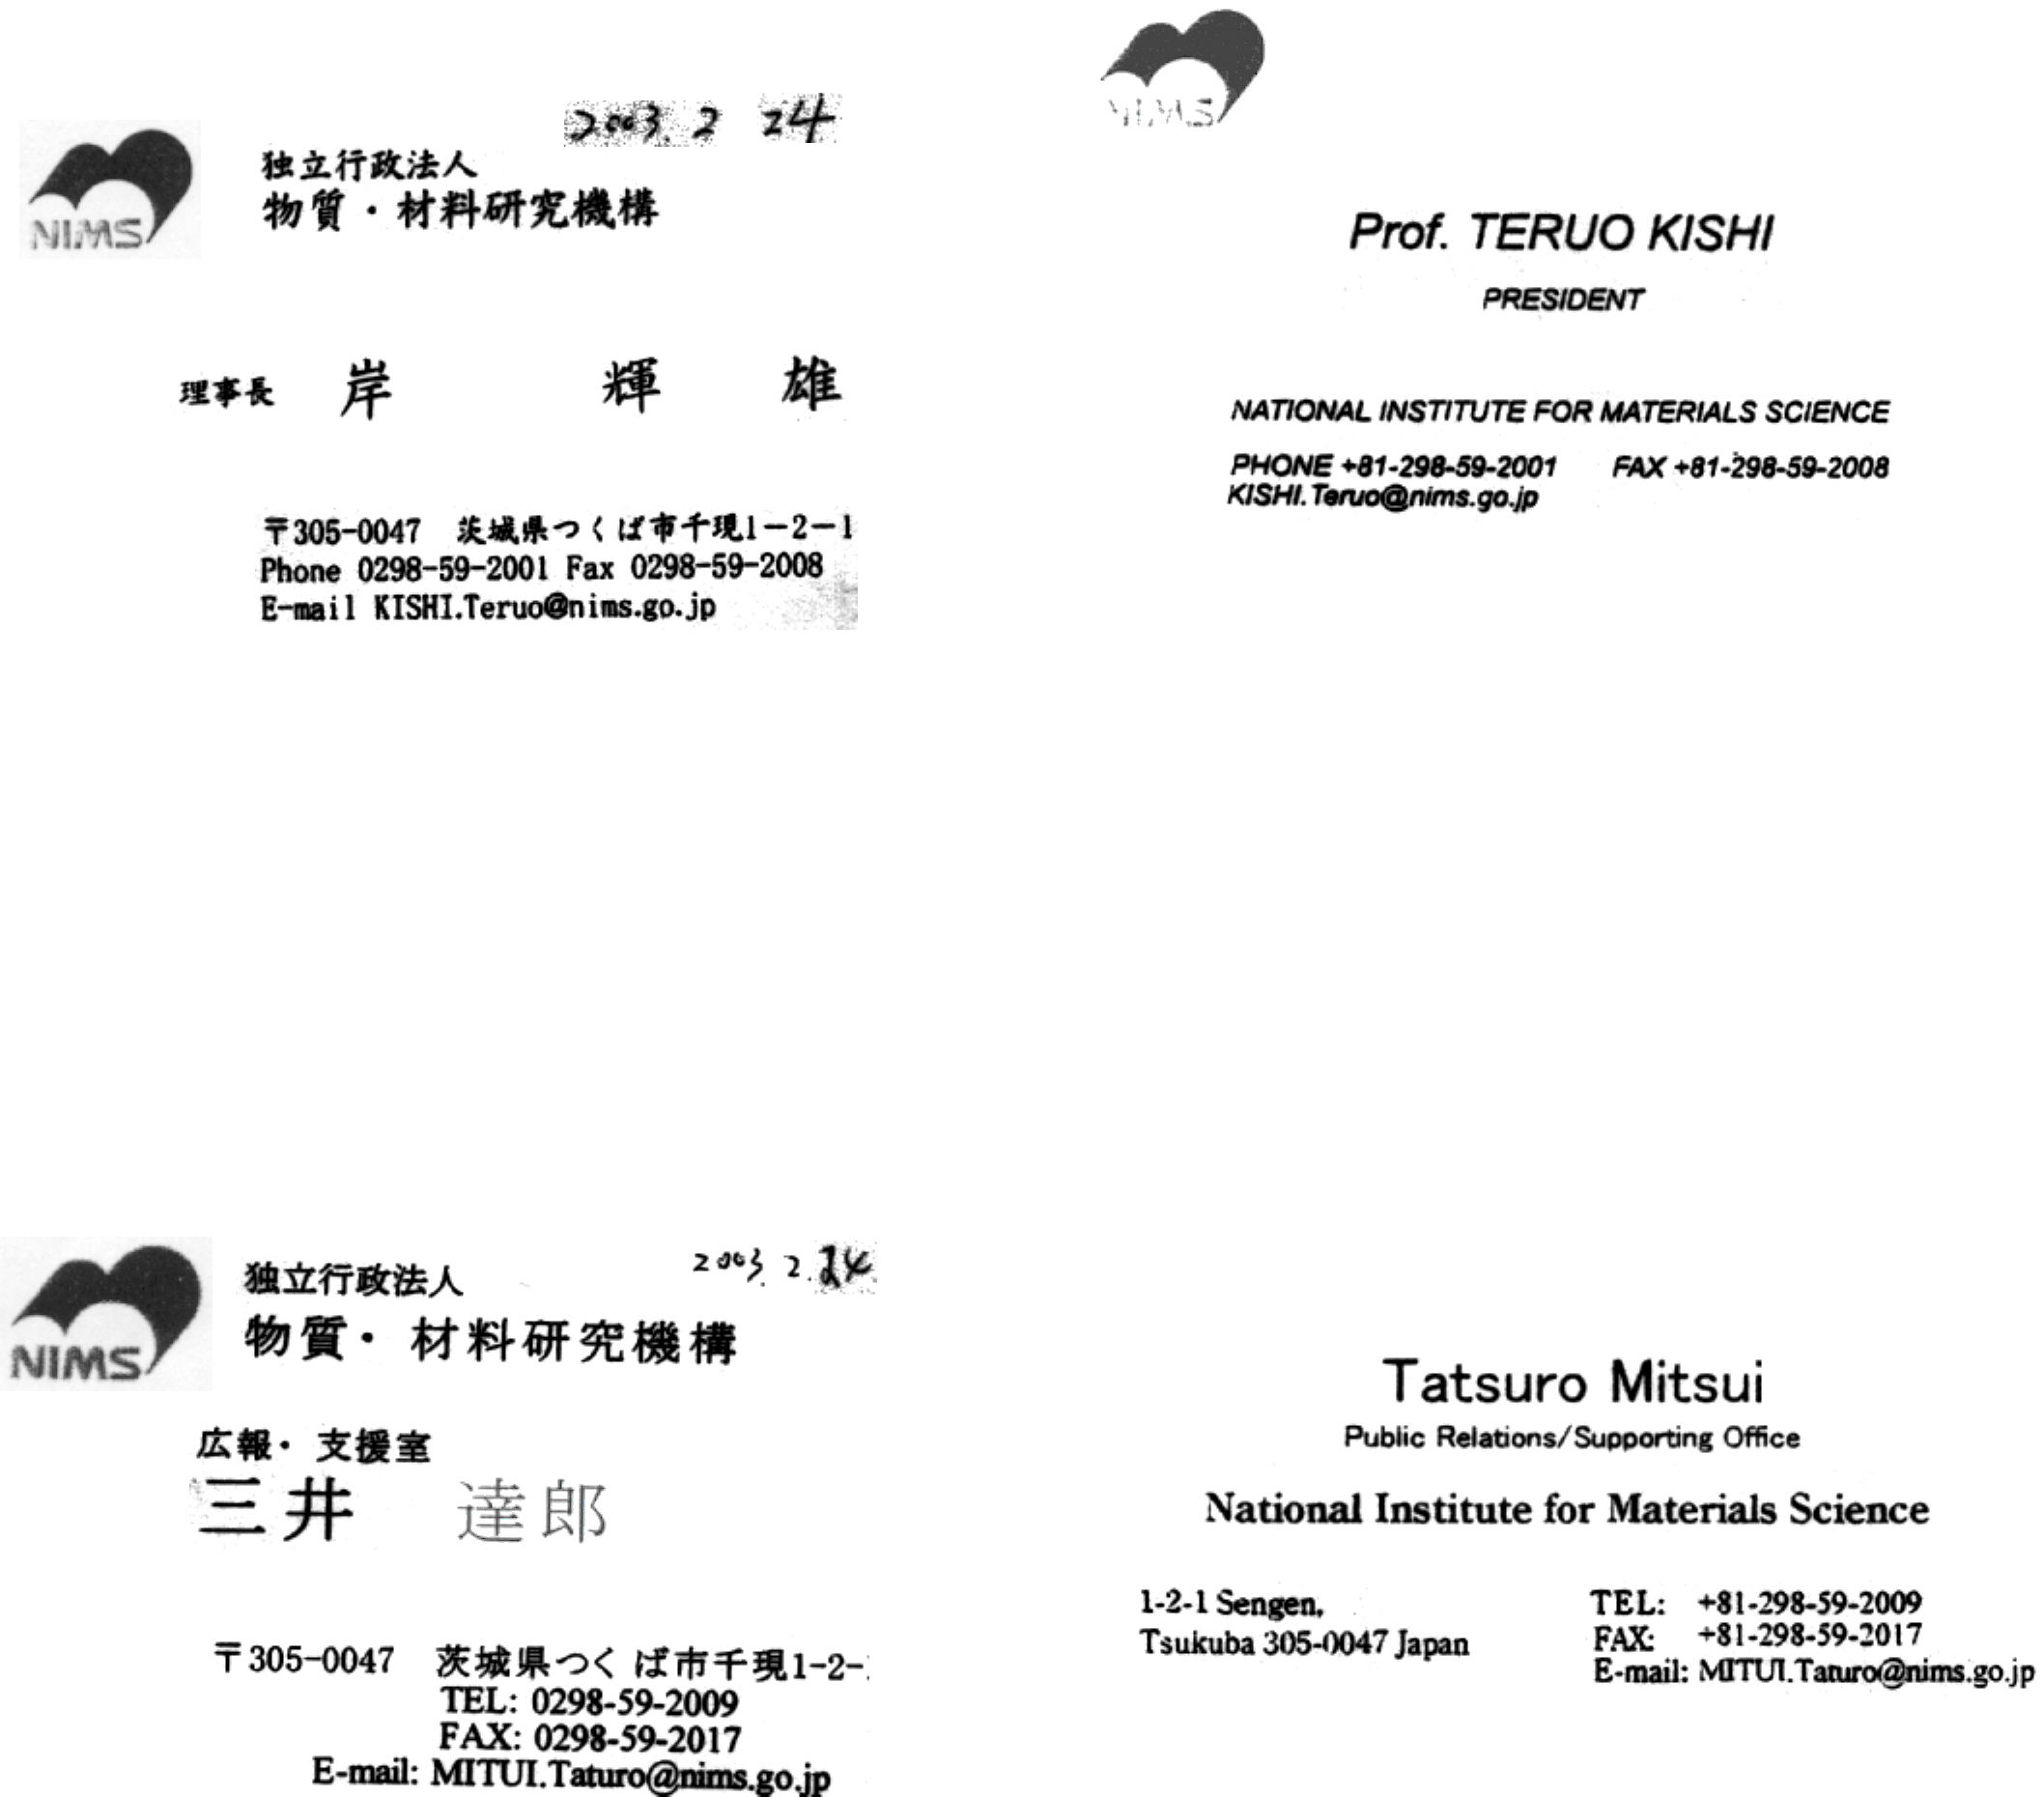 NIMS
2003. 2 24
独立行政法人
物質・材料研究機構
理事長 岸 輝 雄
〒305-0047 茨城県つくば市千現1-2-1
Phone 0298-59-2001 Fax 0298-59-2008
E-mail KISHI.Teruo@nims.go.jp
NIMS
Prof. TERUO KISHI
PRESIDENT
NATIONAL INSTITUTE FOR MATERIALS SCIENCE
PHONE +81-298-59-2001 FAX +81-298-59-2008
KISHI.Teruo@nims.go.jp
NIMS
2003. 2. 24
独立行政法人
物質・材料研究機構
広報・支援室
三井 達郎
〒305-0047 茨城県つくば市千現1-2-
TEL: 0298-59-2009
FAX: 0298-59-2017
E-mail: MITUI.Taturo@nims.go.jp
Tatsuro Mitsui
Public Relations/Supporting Office
National Institute for Materials Science
1-2-1 Sengen,
Tsukuba 305-0047 Japan
TEL: +81-298-59-2009
FAX: +81-298-59-2017
E-mail: MITUI.Taturo@nims.go.jp